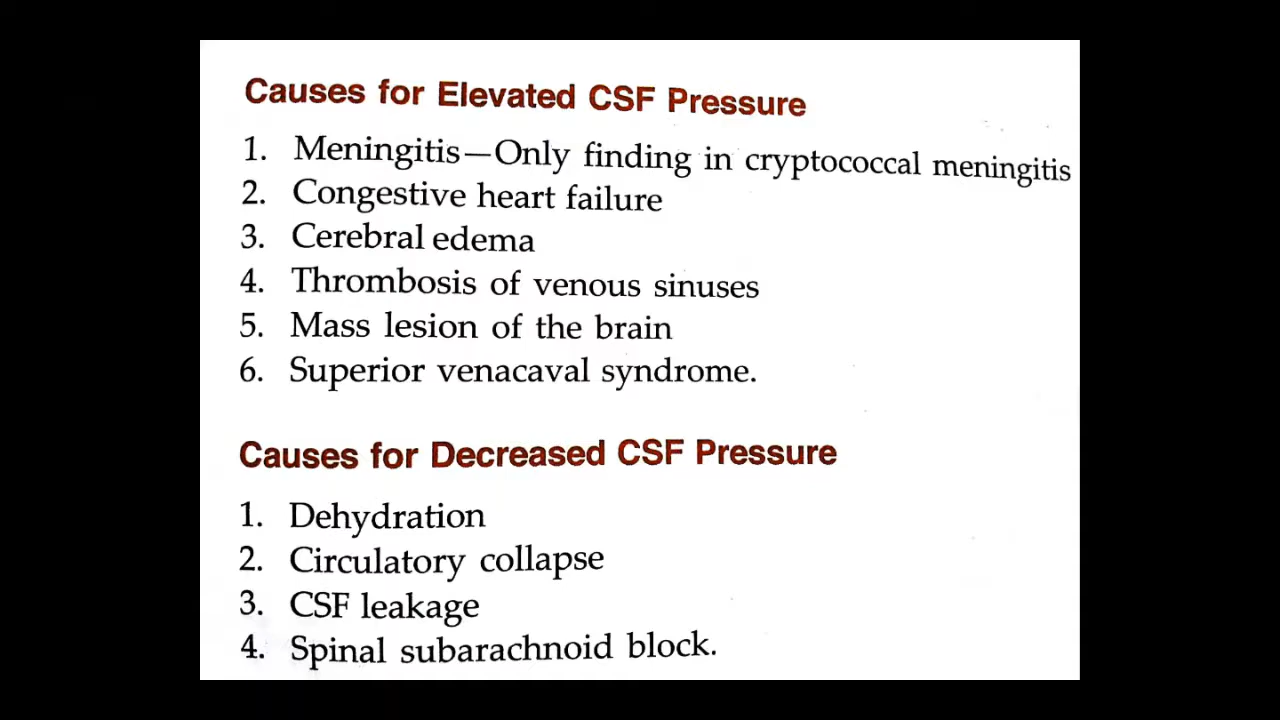 Causes for Elevated CSF Pressure
1. Meningitis—Only finding in cryptococcal meningitis
2. Congestive heart failure
3. Cerebral edema
4. Thrombosis of venous sinuses
5. Mass lesion of the brain
6. Superior venacaval syndrome.
Causes for Decreased CSF Pressure
1. Dehydration
2. Circulatory collapse
3. CSF leakage
4. Spinal subarachnoid block.